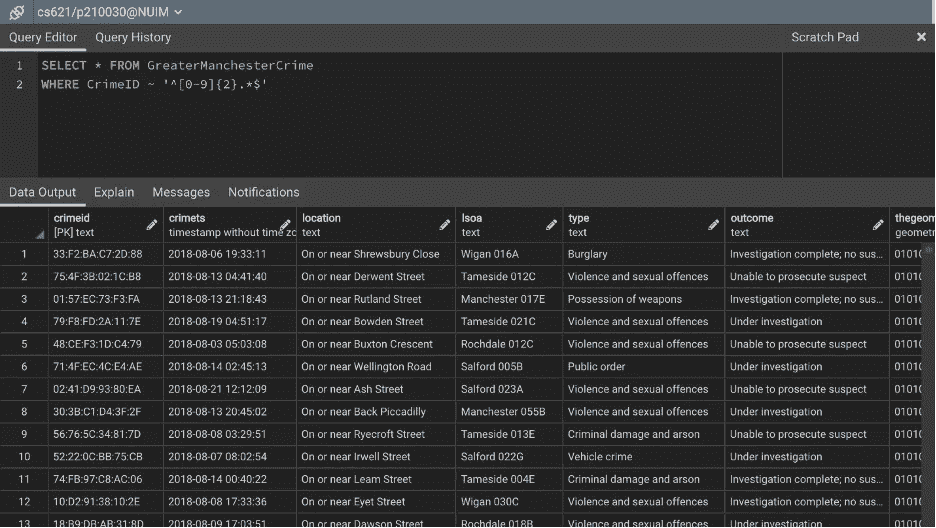 cs621/p210030@NUIM
Query Editor Query History Scratch Pad
1 SELECT * FROM GreaterManchesterCrime
2 WHERE CrimeID ~ '^[0-9]{2}.*$'
Data Output Explain Messages Notifications
crimeid crimets location lsoa type outcome thegeom
[PK] text timestamp without time zo text text text text geometr
1 33:F2:BA:C7:2D:88 2018-08-06 19:33:11 On or near Shrewsbury Close Wigan 016A Burglary Investigation complete; no sus... 0101
2 75:4F:3B:02:1C:B8 2018-08-13 04:41:40 On or near Derwent Street Tameside 012C Violence and sexual offences Unable to prosecute suspect 0101
3 01:57:EC:73:F3:FA 2018-08-13 21:18:43 On or near Rutland Street Manchester 017E Possession of weapons Investigation complete; no sus... 0101
4 79:F8:FD:2A:11:7E 2018-08-19 04:51:17 On or near Bowden Street Tameside 021C Violence and sexual offences Under investigation 0101
5 48:CE:F3:1D:C4:79 2018-08-03 05:03:08 On or near Buxton Crescent Rochdale 012C Violence and sexual offences Unable to prosecute suspect 0101
6 71:4F:EC:4C:E4:AE 2018-08-14 02:45:13 On or near Wellington Road Salford 005B Public order Under investigation 0101
7 02:41:D9:93:80:EA 2018-08-21 12:12:09 On or near Ash Street Salford 023A Violence and sexual offences Unable to prosecute suspect 0101
8 30:3B:C1:D4:3F:2F 2018-08-13 20:45:02 On or near Back Piccadilly Manchester 055B Violence and sexual offences Under investigation 0101
9 56:76:5C:34:81:7D 2018-08-08 03:29:51 On or near Ryecroft Street Tameside 013E Criminal damage and arson Unable to prosecute suspect 0101
10 52:22:0C:BB:75:CB 2018-08-07 08:02:54 On or near Irwell Street Salford 022G Vehicle crime Under investigation 0101
11 74:FB:97:C8:AC:06 2018-08-14 00:40:22 On or near Leam Street Tameside 004E Criminal damage and arson Investigation complete; no sus... 0101
12 10:D2:91:38:10:2E 2018-08-08 17:33:36 On or near Eyet Street Wigan 030C Violence and sexual offences Investigation complete; no sus... 0101
13 18:B9:DB:AB:31:8D 2018-08-09 17:03:51 On or near Dawson Street Rochdale 018B Violence and sexual offences Under investigation 0101